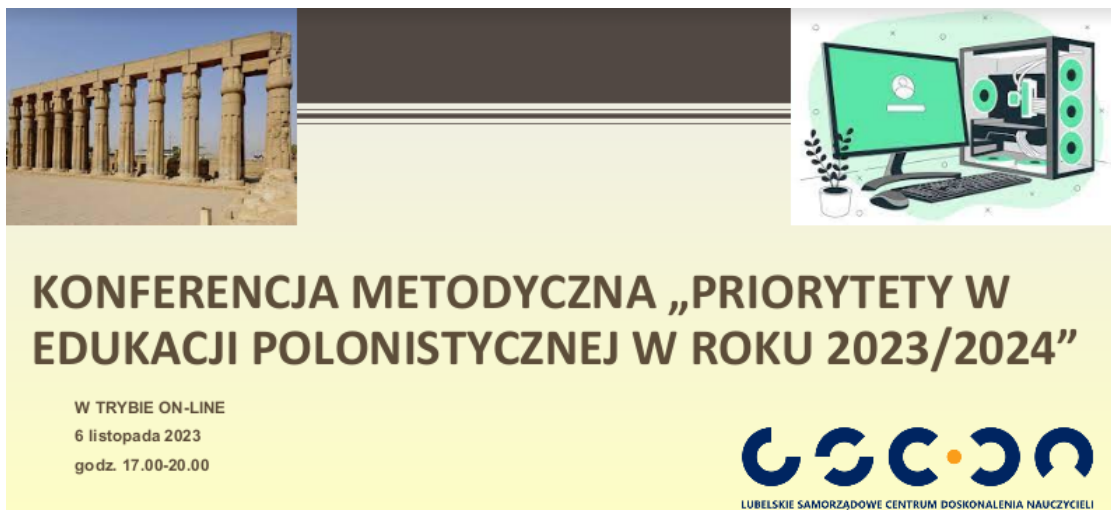 KONFERENCJA METODYCZNA „PRIORYTETY W
EDUKACJI POLONISTYCZNEJ W ROKU 2023/2024”
W TRYBIE ON-LINE
6 listopada 2023
godz. 17.00-20.00
LSCDN
LUBELSKIE SAMORZĄDOWE CENTRUM DOSKONALENIA NAUCZYCIELI